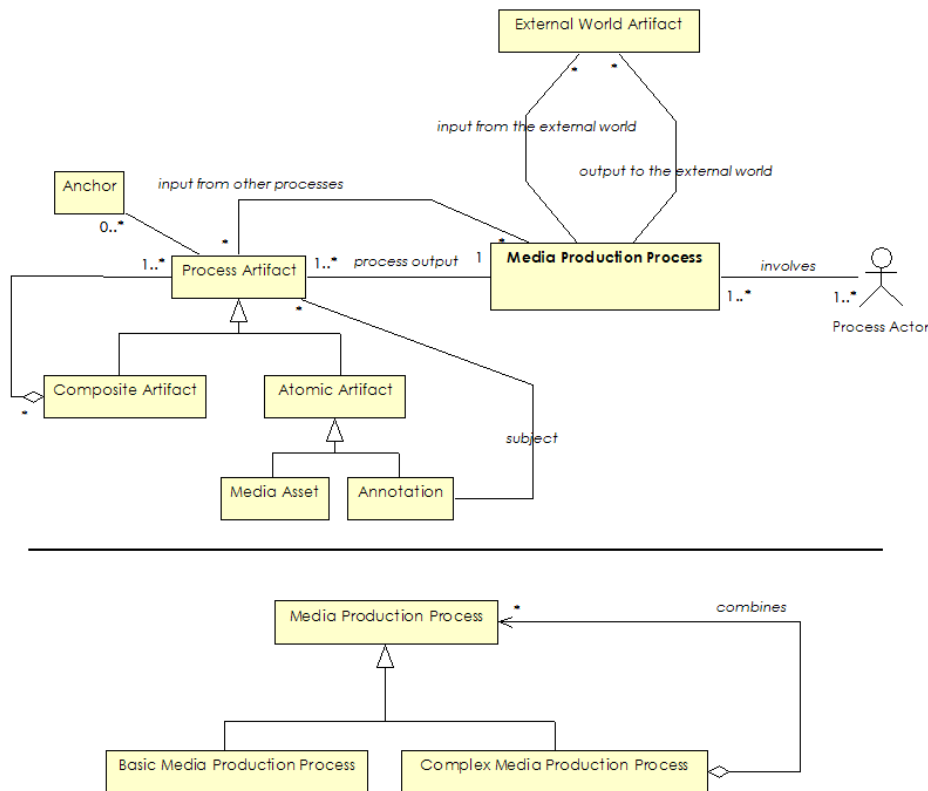 External World Artifact
*
*
input from the external world
output to the external world
Anchor
0..*
input from other processes
*
*
1..*
Process Artifact
1..*
process output
1
Media Production Process
1..*
involves
1..*
Process Actor
*
Composite Artifact
*
Atomic Artifact
subject
Media Asset
Annotation
Media Production Process
*
combines
Basic Media Production Process
Complex Media Production Process